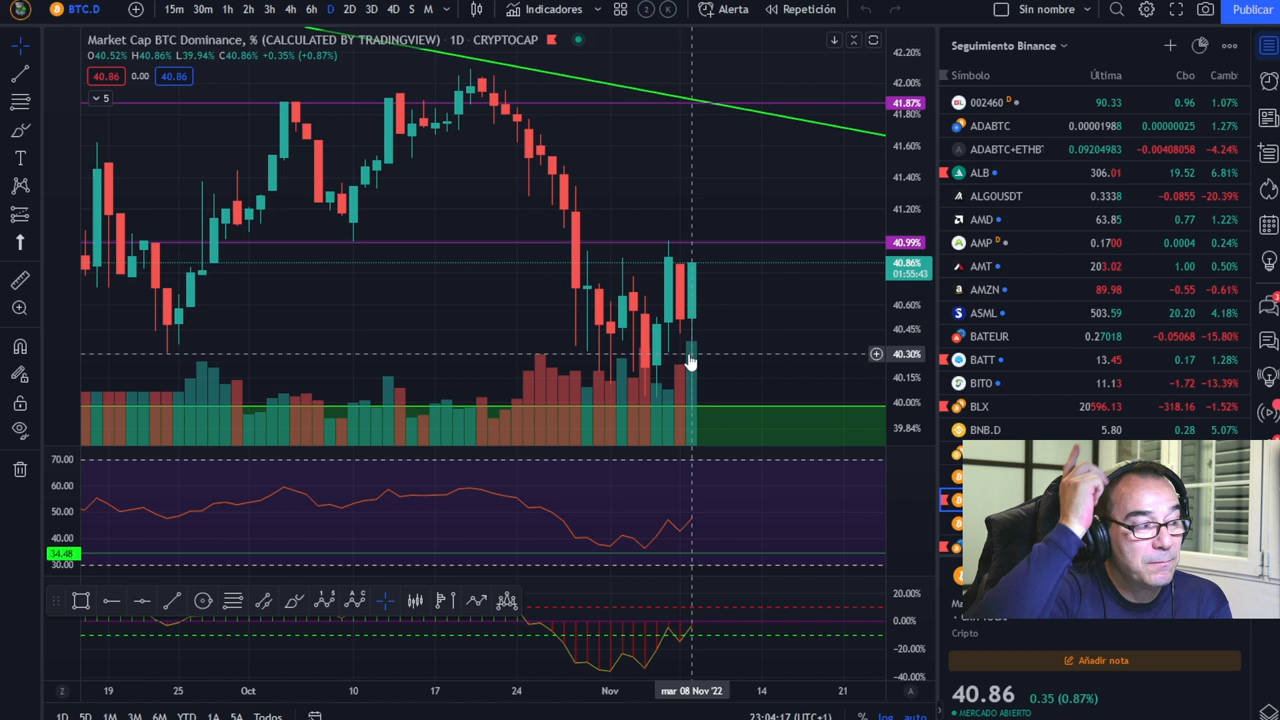 BTC.D 15m 30m 1h 2h 3h 4h 6h D 2D 3D 4D S M Indicadores 2 K Alerta Repetición Sin nombre Publicar
Market Cap BTC Dominance, % (CALCULATED BY TRADINGVIEW) 1D CRYPTOCAP
O40.52% H40.86% L39.94% C40.86% +0.35% (+0.87%)
40.86 0.00 40.86
5
42.20%
42.00%
41.87%
41.80%
41.60%
41.40%
41.20%
40.99%
40.86%
01:55:43
40.60%
40.45%
40.30%
40.15%
40.00%
39.84%
70.00
60.00
50.00
40.00
34.48
30.00
20.00%
0.00%
−20.00%
−40.00%
Z 19 25 Oct 10 17 24 Nov mar 08 Nov '22 14 21 A
1D 5D 1M 3M 6M YTD 1A 5A Todos 23:04:17 (UTC+1) % log auto
Seguimiento Binance
Símbolo Última Cbo Camb
002460 D 90.33 0.96 1.07%
ADABTC 0.00001988 0.00000025 1.27%
ADABTC+ETHBT 0.09204983 −0.00408058 −4.24%
ALB 306.01 19.52 6.81%
ALGOUSDT 0.3338 −0.0855 −20.39%
AMD 63.85 0.77 1.22%
AMP D 0.1700 0.0004 0.24%
AMT 203.02 1.00 0.50%
AMZN 89.98 −0.55 −0.61%
ASML 503.59 20.20 4.18%
BATEUR 0.27018 −0.05068 −15.80%
BATT 13.45 0.17 1.28%
BITO 11.13 −1.72 −13.39%
BLX 20596.13 −318.16 −1.52%
BNB.D 5.80 0.28 5.07%
Cripto
Añadir nota
40.86 0.35 (0.87%)
MERCADO ABIERTO